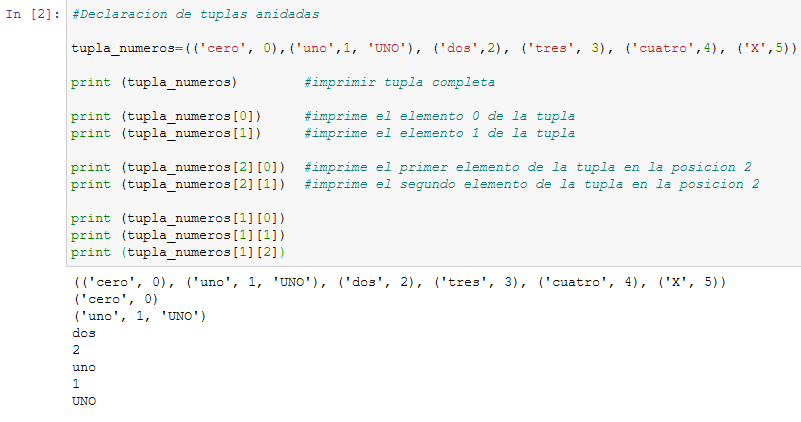 In [2]: #Declaracion de tuplas anidadas
tupla_numeros=(('cero', 0),('uno',1, 'UNO'), ('dos',2), ('tres', 3), ('cuatro',4), ('X',5))
print (tupla_numeros) #imprimir tupla completa
print (tupla_numeros[0]) #imprime el elemento 0 de la tupla
print (tupla_numeros[1]) #imprime el elemento 1 de la tupla
print (tupla_numeros[2][0]) #imprime el primer elemento de la tupla en la posicion 2
print (tupla_numeros[2][1]) #imprime el segundo elemento de la tupla en la posicion 2
print (tupla_numeros[1][0])
print (tupla_numeros[1][1])
print (tupla_numeros[1][2])
(('cero', 0), ('uno', 1, 'UNO'), ('dos', 2), ('tres', 3), ('cuatro', 4), ('X', 5))
('cero', 0)
('uno', 1, 'UNO')
dos
2
uno
1
UNO